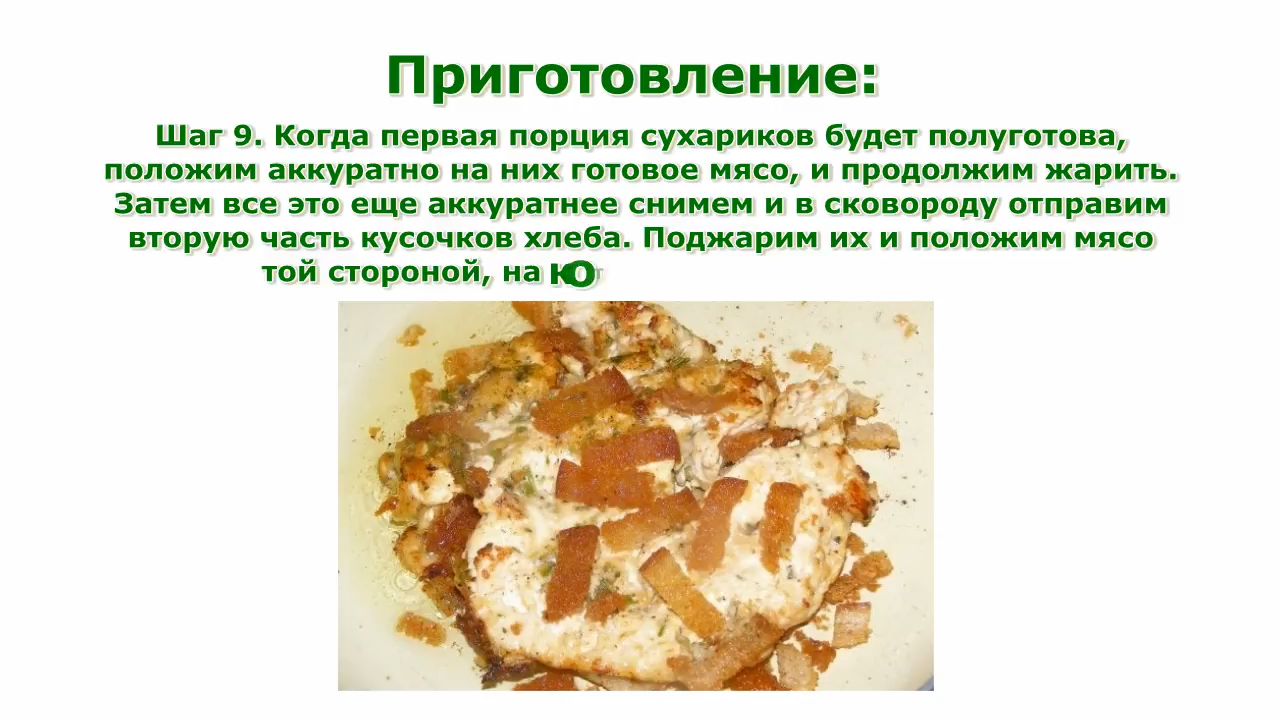 Приготовление:
Шаг 9. Когда первая порция сухариков будет полуготова,
положим аккуратно на них готовое мясо, и продолжим жарить.
Затем все это еще аккуратнее снимем и в сковороду отправим
вторую часть кусочков хлеба. Поджарим их и положим мясо
той стороной, на